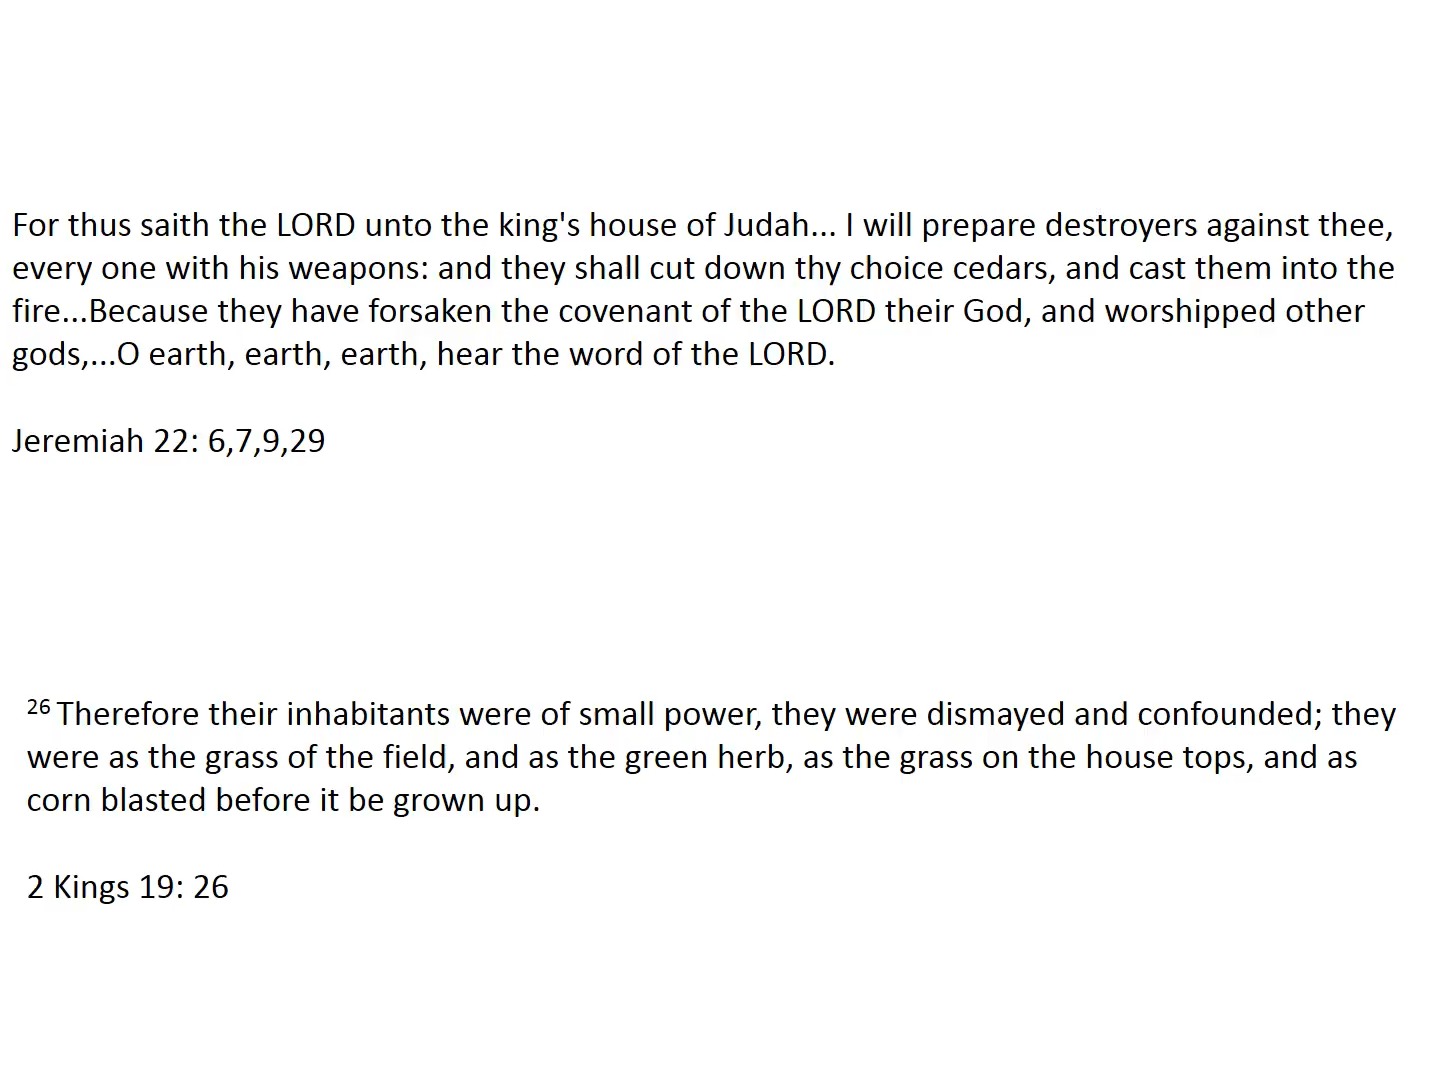 For thus saith the LORD unto the king's house of Judah... I will prepare destroyers against thee,
every one with his weapons: and they shall cut down thy choice cedars, and cast them into the
fire...Because they have forsaken the covenant of the LORD their God, and worshipped other
gods,...O earth, earth, earth, hear the word of the LORD.
Jeremiah 22: 6,7,9,29
26 Therefore their inhabitants were of small power, they were dismayed and confounded; they
were as the grass of the field, and as the green herb, as the grass on the house tops, and as
corn blasted before it be grown up.
2 Kings 19: 26